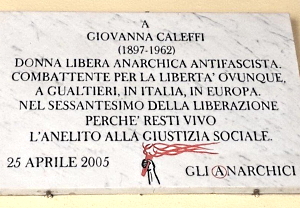 A
GIOVANNA CALEFFI
(1897-1962)
DONNA LIBERA ANARCHICA ANTIFASCISTA.
COMBATTENTE PER LA LIBERTA' OVUNQUE,
A GUALTIERI, IN ITALIA, IN EUROPA.
NEL SESSANTESIMO DELLA LIBERAZIONE
PERCHE' RESTI VIVO
L'ANELITO ALLA GIUSTIZIA SOCIALE.
25 APRILE 2005 GLI ANARCHICI